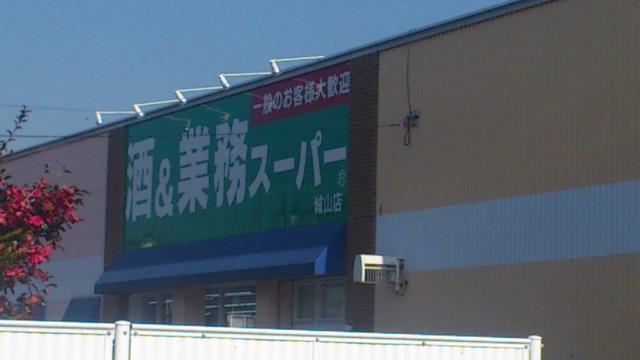 一般のお客様大歓迎
酒&業務スーパー
城山店